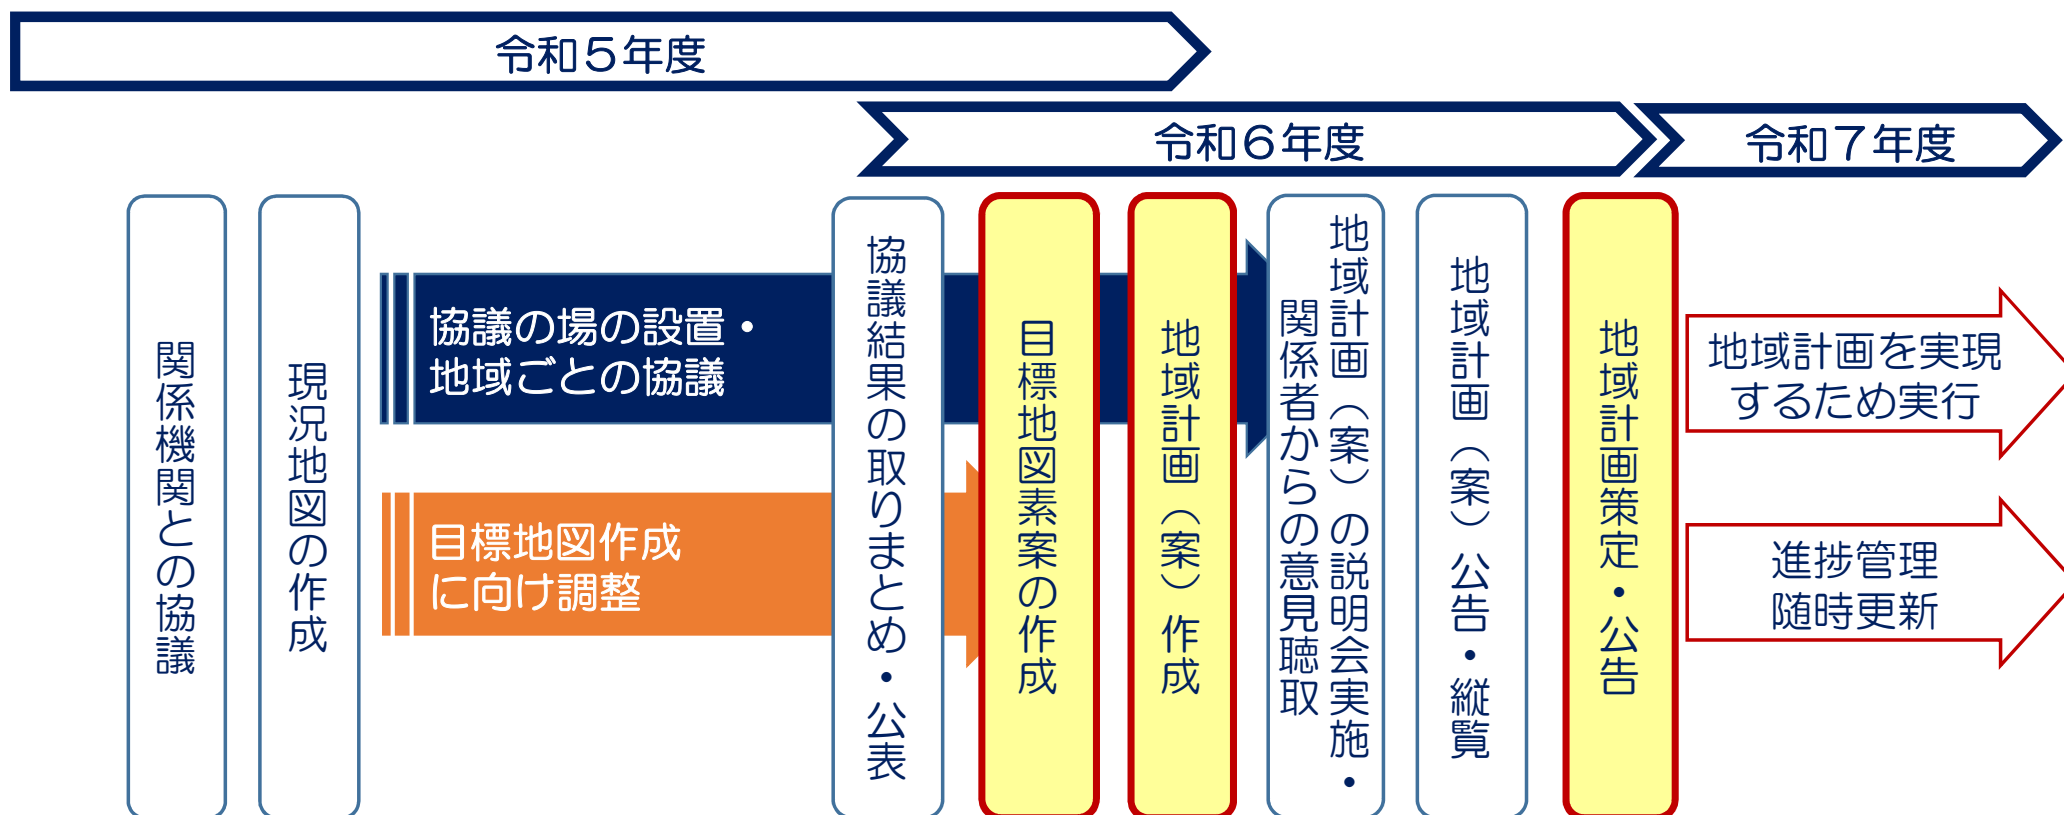 令和５年度
令和６年度
令和７年度
関係機関との協議
現況地図の作成
協議の場の設置・
地域ごとの協議
目標地図作成
に向け調整
協議結果の取りまとめ・公表
目標地図素案の作成
地域計画（案）作成
地域計画（案）の説明会実施・
関係者からの意見聴取
地域計画（案）公告・縦覧
地域計画策定・公告
地域計画を実現
するため実行
進捗管理
随時更新